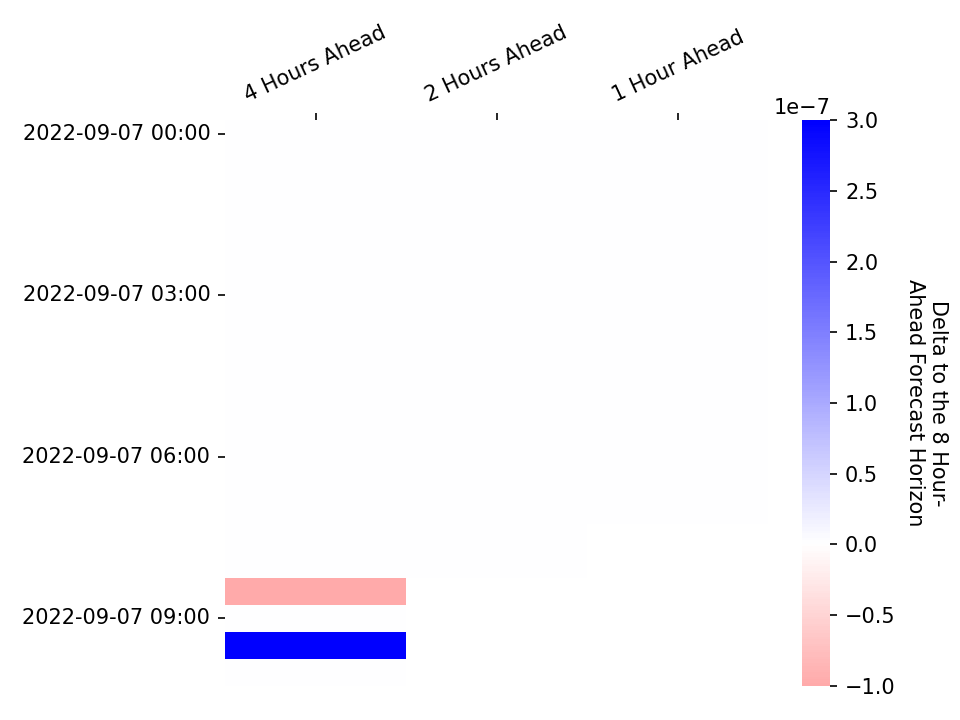 4 Hours Ahead
2 Hours Ahead
1 Hour Ahead
1e−7
2022-09-07 00:00
2022-09-07 03:00
2022-09-07 06:00
2022-09-07 09:00
3.0
2.5
2.0
1.5
1.0
0.5
0.0
−0.5
−1.0
Delta to the 8 Hour-
Ahead Forecast Horizon